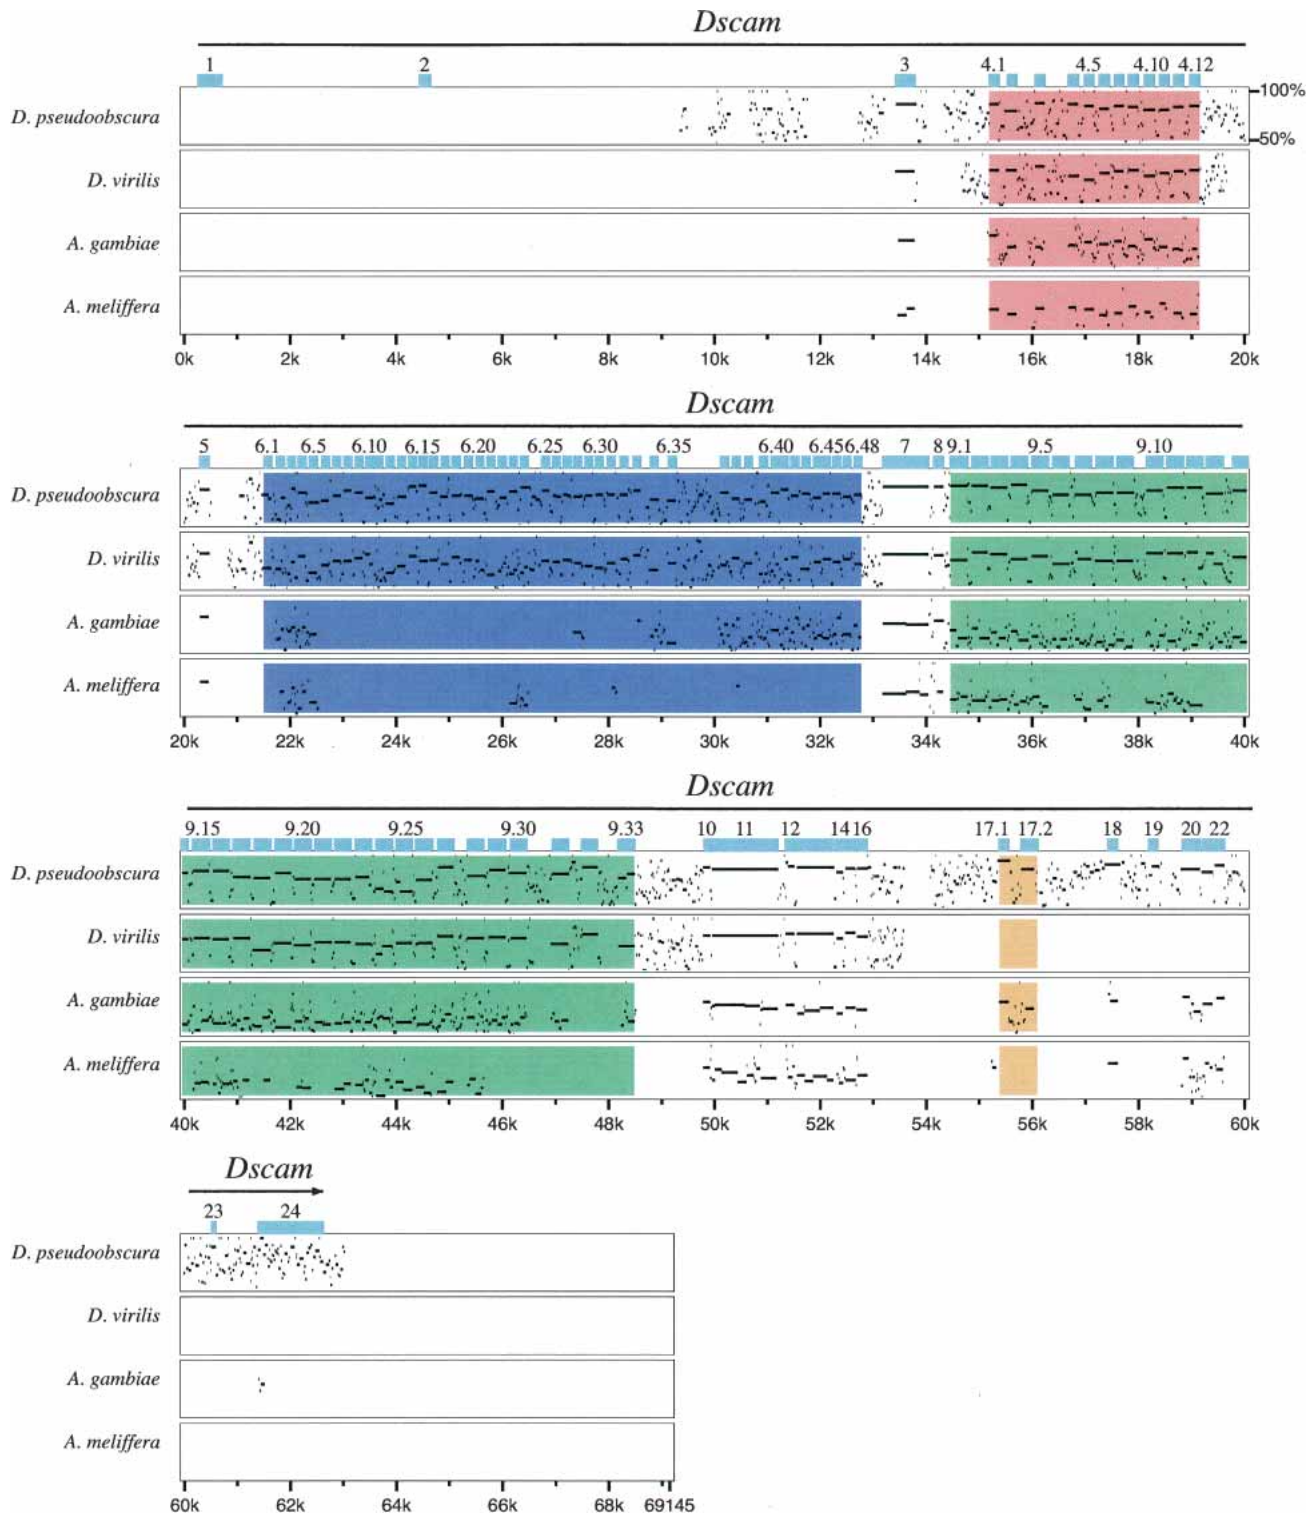 Dscam
1 2 3 4.1 4.5 4.10 4.12
D. pseudoobscura
100%
50%
D. virilis
A. gambiae
A. meliffera
0k 2k 4k 6k 8k 10k 12k 14k 16k 18k 20k
Dscam
5 6.1 6.5 6.10 6.15 6.20 6.25 6.30 6.35 6.40 6.45 6.48 7 8 9.1 9.5 9.10
D. pseudoobscura
D. virilis
A. gambiae
A. meliffera
20k 22k 24k 26k 28k 30k 32k 34k 36k 38k 40k
Dscam
9.15 9.20 9.25 9.30 9.33 10 11 12 14 16 17.1 17.2 18 19 20 22
D. pseudoobscura
D. virilis
A. gambiae
A. meliffera
40k 42k 44k 46k 48k 50k 52k 54k 56k 58k 60k
Dscam
23 24
D. pseudoobscura
D. virilis
A. gambiae
A. meliffera
60k 62k 64k 66k 68k 69145